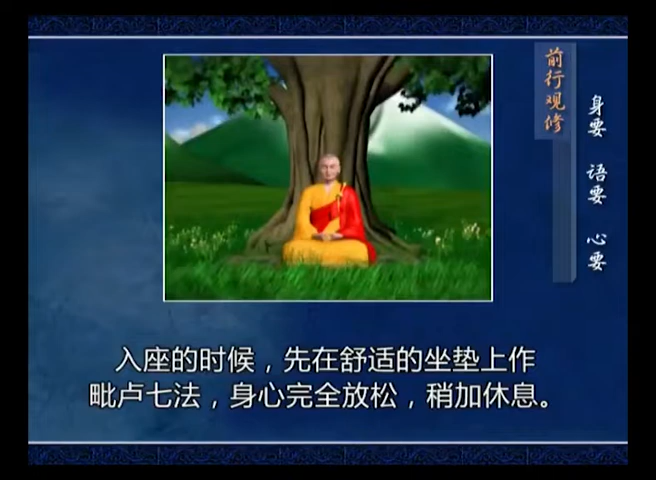 前行观修
身要 语要 心要
入座的时候，先在舒适的坐垫上作
毗卢七法，身心完全放松，稍加休息。